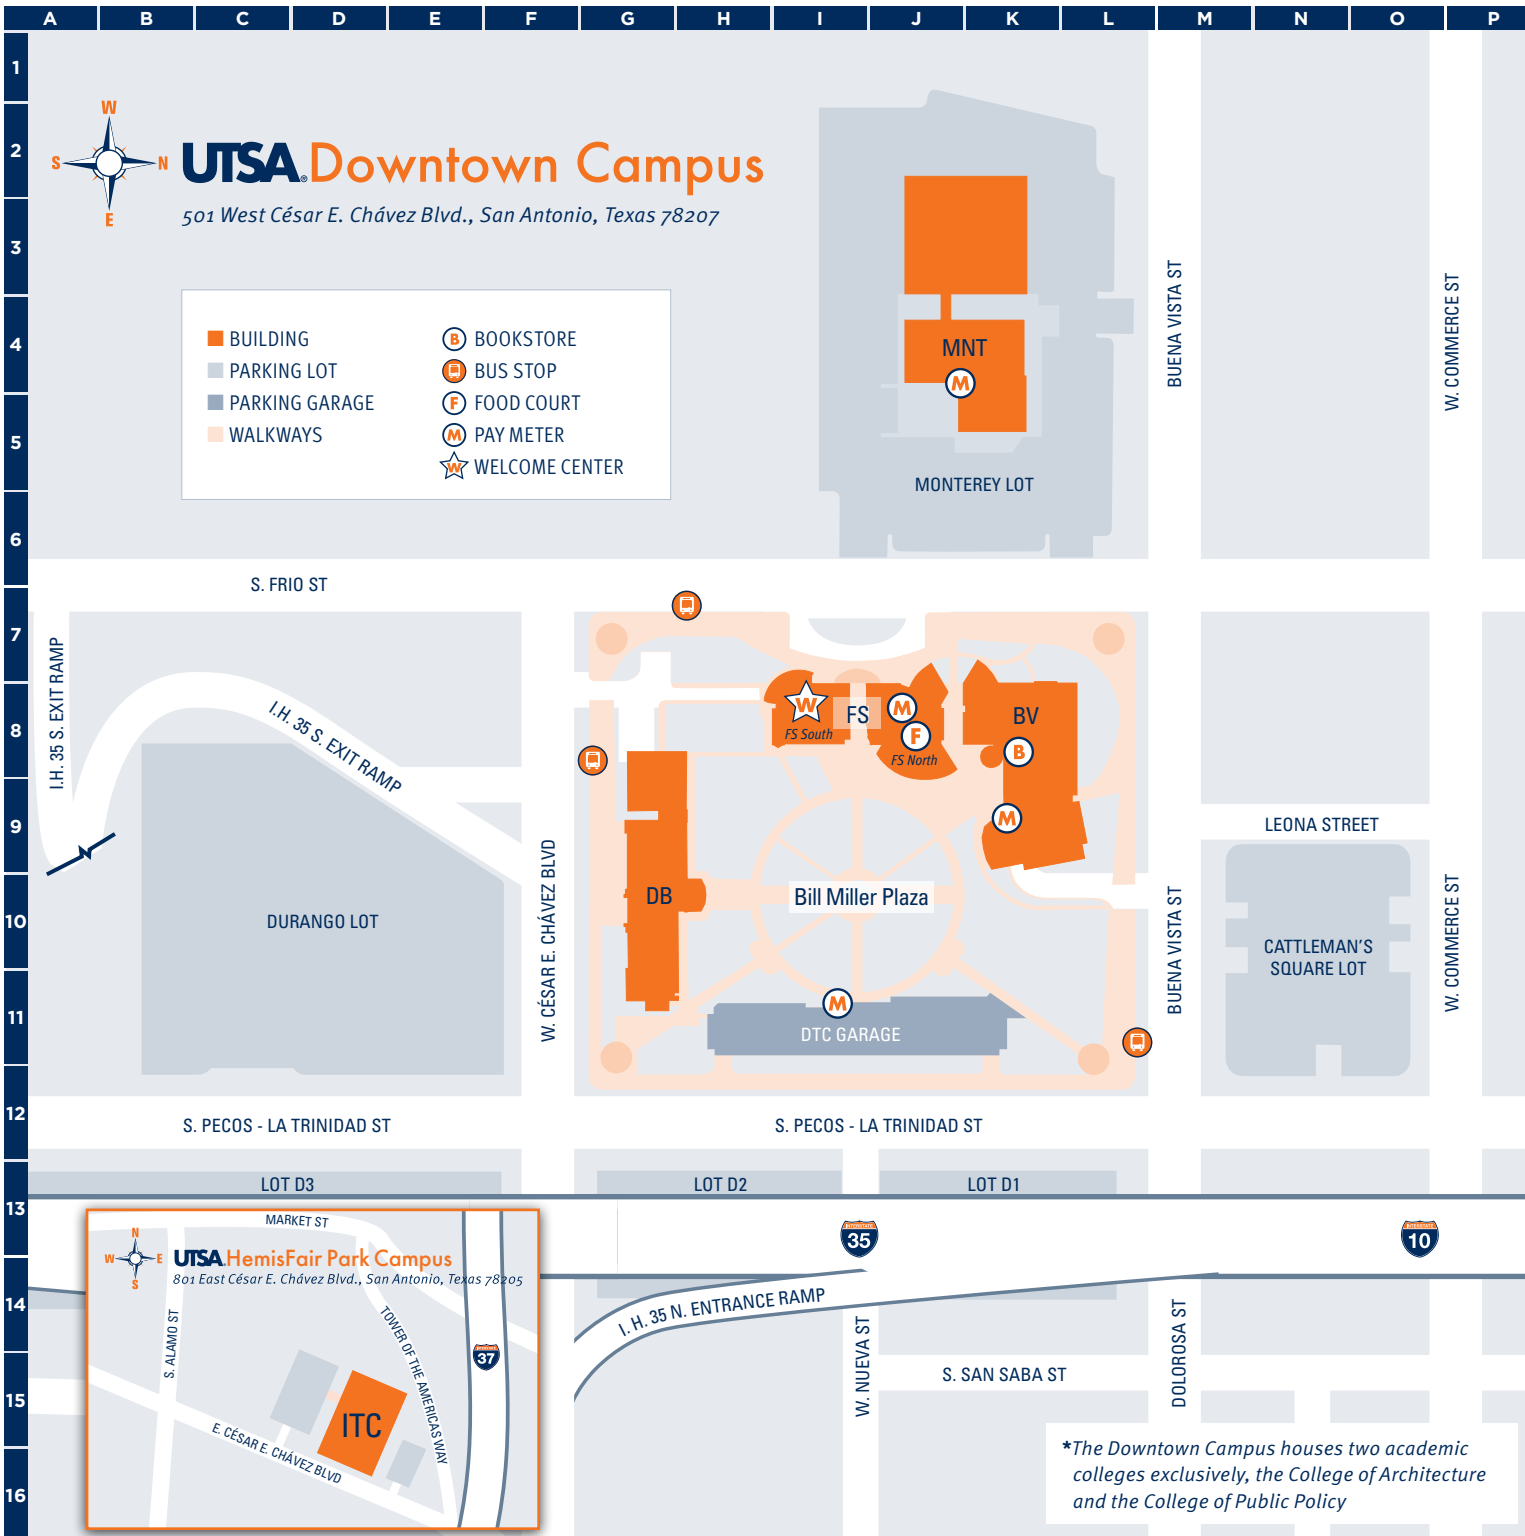 A B C D E F G H I J K L M N O P
1
2
3
4
5
6
7
8
9
10
11
12
13
14
15
16
W
S N
E
UTSA® Downtown Campus
501 West César E. Chávez Blvd., San Antonio, Texas 78207
BUILDING
PARKING LOT
PARKING GARAGE
WALKWAYS
B BOOKSTORE
BUS STOP
F FOOD COURT
M PAY METER
W WELCOME CENTER
MNT
M
MONTEREY LOT
BUENA VISTA ST
W. COMMERCE ST
S. FRIO ST
I.H. 35 S. EXIT RAMP
I.H. 35 S. EXIT RAMP
W
FS South
FS
M
F
FS North
BV
B
M
LEONA STREET
DURANGO LOT
W. CÉSAR E. CHÁVEZ BLVD
DB
Bill Miller Plaza
BUENA VISTA ST
CATTLEMAN'S
SQUARE LOT
W. COMMERCE ST
M
DTC GARAGE
S. PECOS - LA TRINIDAD ST
S. PECOS - LA TRINIDAD ST
LOT D3
LOT D2
LOT D1
35
10
I. H. 35 N. ENTRANCE RAMP
W. NUEVA ST
DOLOROSA ST
S. SAN SABA ST
MARKET ST
N
W E
S
UTSA HemisFair Park Campus
801 East César E. Chávez Blvd., San Antonio, Texas 78205
S. ALAMO ST
TOWER OF THE AMERICAS WAY
37
ITC
E. CÉSAR E. CHÁVEZ BLVD
*The Downtown Campus houses two academic
colleges exclusively, the College of Architecture
and the College of Public Policy